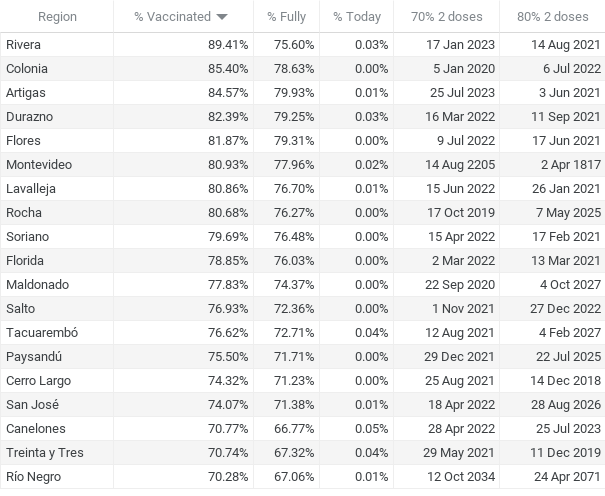 Region % Vaccinated % Fully % Today 70% 2 doses 80% 2 doses
Rivera 89.41% 75.60% 0.03% 17 Jan 2023 14 Aug 2021
Colonia 85.40% 78.63% 0.00% 5 Jan 2020 6 Jul 2022
Artigas 84.57% 79.93% 0.01% 25 Jul 2023 3 Jun 2021
Durazno 82.39% 79.25% 0.03% 16 Mar 2022 11 Sep 2021
Flores 81.87% 79.31% 0.00% 9 Jul 2022 17 Jun 2021
Montevideo 80.93% 77.96% 0.02% 14 Aug 2205 2 Apr 1817
Lavalleja 80.86% 76.70% 0.01% 15 Jun 2022 26 Jan 2021
Rocha 80.68% 76.27% 0.00% 17 Oct 2019 7 May 2025
Soriano 79.69% 76.48% 0.00% 15 Apr 2022 17 Feb 2021
Florida 78.85% 76.03% 0.00% 2 Mar 2022 13 Mar 2021
Maldonado 77.83% 74.37% 0.00% 22 Sep 2020 4 Oct 2027
Salto 76.93% 72.36% 0.00% 1 Nov 2021 27 Dec 2022
Tacuarembó 76.62% 72.71% 0.04% 12 Aug 2021 4 Feb 2027
Paysandú 75.50% 71.71% 0.00% 29 Dec 2021 22 Jul 2025
Cerro Largo 74.32% 71.23% 0.00% 25 Aug 2021 14 Dec 2018
San José 74.07% 71.38% 0.01% 18 Apr 2022 28 Aug 2026
Canelones 70.77% 66.77% 0.05% 28 Apr 2022 25 Jul 2023
Treinta y Tres 70.74% 67.32% 0.04% 29 May 2021 11 Dec 2019
Río Negro 70.28% 67.06% 0.01% 12 Oct 2034 24 Apr 2071